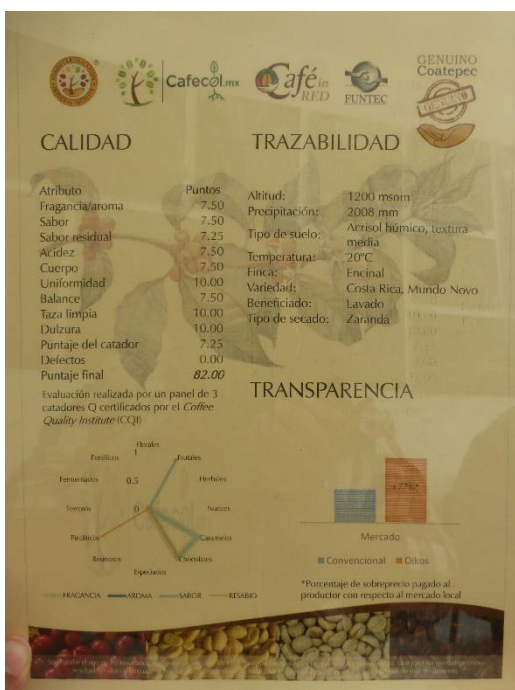 Cafecol.mx
Café in RED
FUNTEC
GENUINO
Coatepec
GENUINO
CALIDAD
Atributo Puntos
Fragancia/aroma 7.50
Sabor 7.50
Sabor residual 7.25
Acidez 7.50
Cuerpo 7.50
Uniformidad 10.00
Balance 7.50
Taza limpia 10.00
Dulzura 10.00
Puntaje del catador 7.25
Defectos 0.00
Puntaje final 82.00
Evaluación realizada por un panel de 3
catadores Q certificados por el Coffee
Quality Institute (CQI)
TRAZABILIDAD
Altitud: 1200 msnm
Precipitación: 2008 mm
Tipo de suelo: Acrisol húmico, textura
media
Temperatura: 20°C
Finca: Encinal
Variedad: Costa Rica, Mundo Novo
Beneficiado: Lavado
Tipo de secado: Zaranda
Florales
1
Frutales
0.5
Herbales
Nueces
0
Caramelos
Chocolates
Especiados
Resinosos
Pirolíticos
Terrosos
Fermentados
Fenólicos
FRAGANCIA AROMA SABOR RESABIO
TRANSPARENCIA
Mercado
Convencional Oikos
*Porcentaje de sobreprecio pagado al
productor con respecto al mercado local